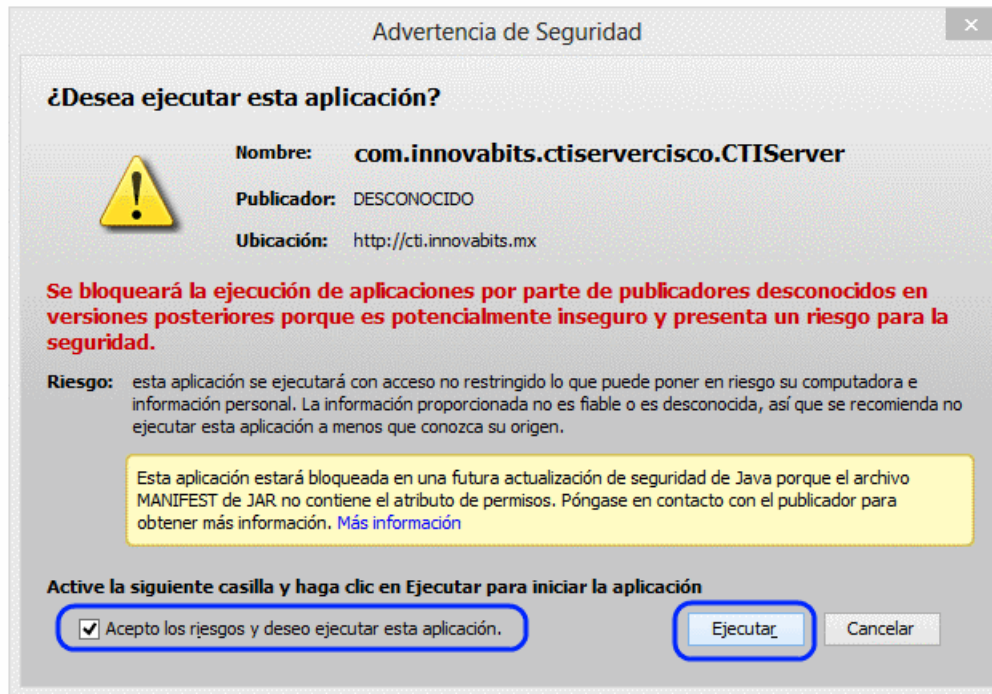 Advertencia de Seguridad
¿Desea ejecutar esta aplicación?
Nombre: com.innovabits.ctiservercisco.CTIServer
Publicador: DESCONOCIDO
Ubicación: http://cti.innovabits.mx
Se bloqueará la ejecución de aplicaciones por parte de publicadores desconocidos en
versiones posteriores porque es potencialmente inseguro y presenta un riesgo para la
seguridad.
Riesgo: esta aplicación se ejecutará con acceso no restringido lo que puede poner en riesgo su computadora e
información personal. La información proporcionada no es fiable o es desconocida, así que se recomienda no
ejecutar esta aplicación a menos que conozca su origen.
Esta aplicación estará bloqueada en una futura actualización de seguridad de Java porque el archivo
MANIFEST de JAR no contiene el atributo de permisos. Póngase en contacto con el publicador para
obtener más información. Más información
Active la siguiente casilla y haga clic en Ejecutar para iniciar la aplicación
Acepto los riesgos y deseo ejecutar esta aplicación.
Ejecutar
Cancelar